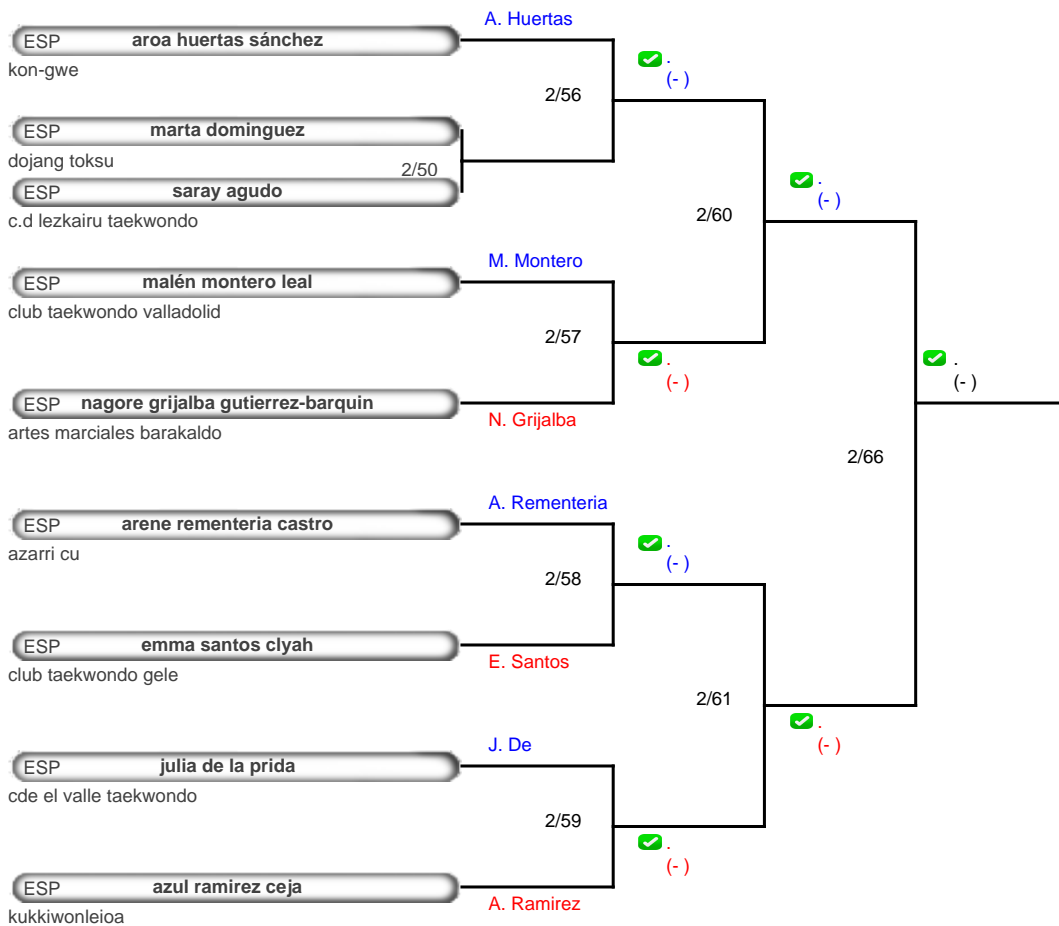 A. Huertas
ESP aroa huertas sánchez
kon-gwe
.
(- )
2/56
ESP marta dominguez
dojang toksu
2/50
ESP saray agudo
c.d lezkairu taekwondo
.
(- )
2/60
M. Montero
ESP malén montero leal
club taekwondo valladolid
2/57
.
(- )
.
(- )
ESP nagore grijalba gutierrez-barquin
N. Grijalba
artes marciales barakaldo
2/66
A. Rementeria
ESP arene rementeria castro
azarri cu
.
(- )
2/58
ESP emma santos clyah
E. Santos
club taekwondo gele
2/61
.
(- )
J. De
ESP julia de la prida
cde el valle taekwondo
2/59
.
(- )
ESP azul ramirez ceja
A. Ramirez
kukkiwonleioa